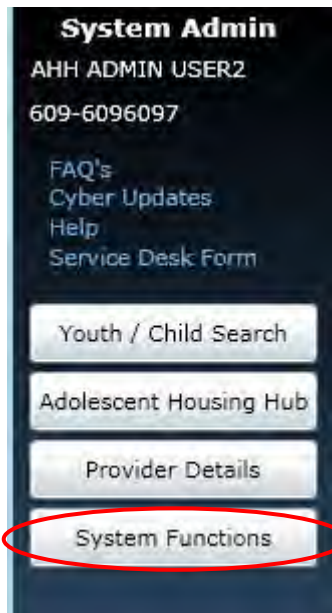 System Admin
AHH ADMIN USER2
609-6096097
FAQ's
Cyber Updates
Help
Service Desk Form
Youth / Child Search
Adolescent Housing Hub
Provider Details
System Functions